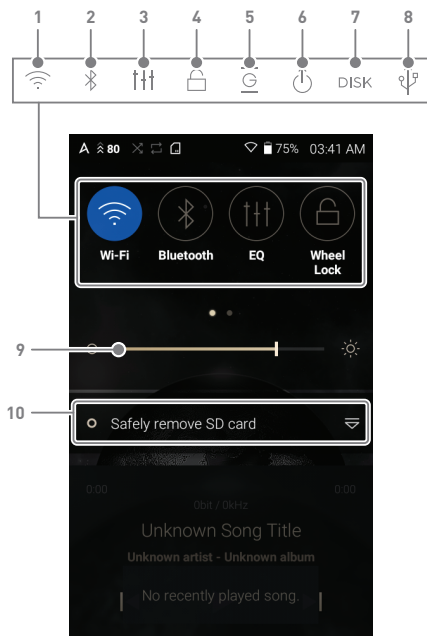 1 2 3 4 5 6 7 8
G DISK
A 80 75% 03:41 AM
Wi-Fi Bluetooth EQ Wheel
Lock
9
10
Safely remove SD card
0:00 0:00
0bit / 0kHz
Unknown Song Title
Unknown artist - Unknown album
No recently played song.